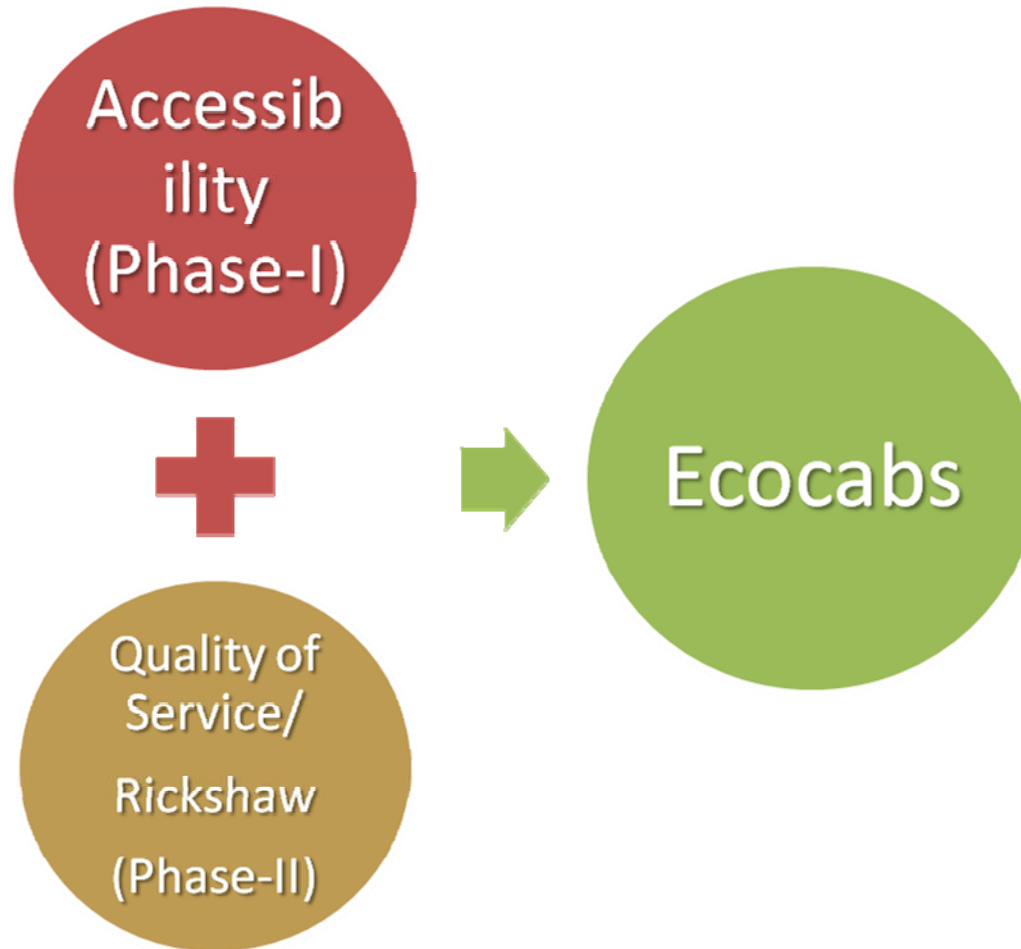 Accessib
ility
(Phase-I)
Quality of
Service/
Rickshaw
(Phase-II)
Ecocabs